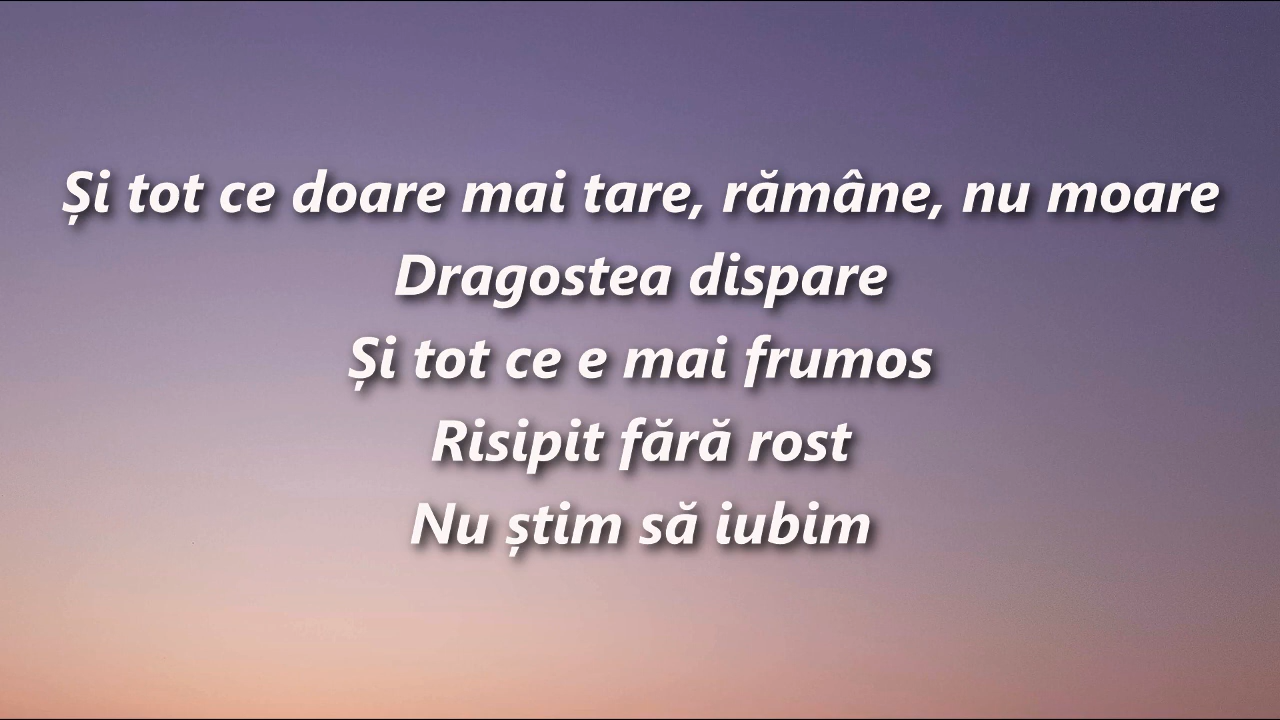 Și tot ce doare mai tare, rămâne, nu moare
Dragostea dispare
Și tot ce e mai frumos
Risipit fără rost
Nu știm să iubim